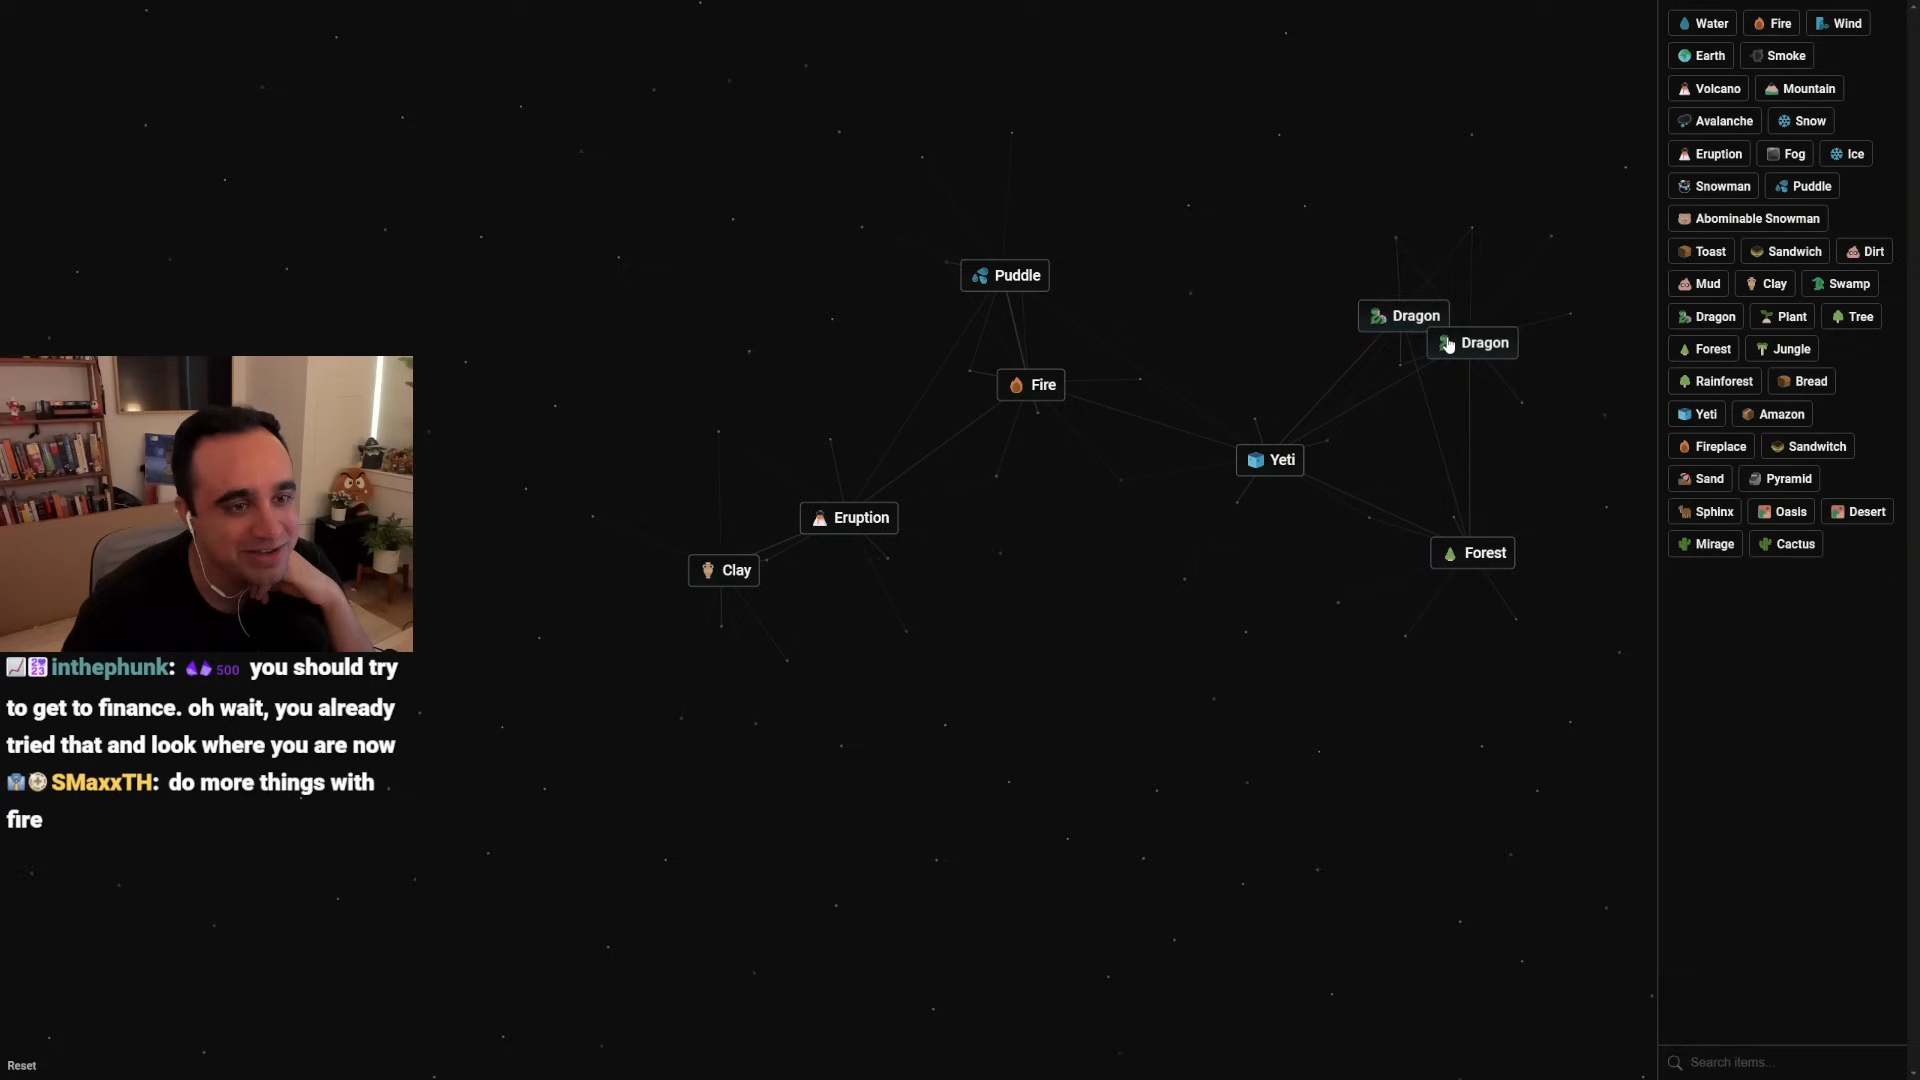 Water Fire Wind
Earth Smoke
Volcano Mountain
Avalanche Snow
Eruption Fog Ice
Snowman Puddle
Abominable Snowman
Toast Sandwich Dirt
Mud Clay Swamp
Dragon Plant Tree
Forest Jungle
Rainforest Bread
Yeti Amazon
Fireplace Sandwitch
Sand Pyramid
Sphinx Oasis Desert
Mirage Cactus
Puddle
Dragon
Dragon
Fire
Yeti
Eruption
Forest
Clay
inthephunk: 500 you should try
to get to finance. oh wait, you already
tried that and look where you are now
SMaxxTH: do more things with
fire
Reset
Search items...